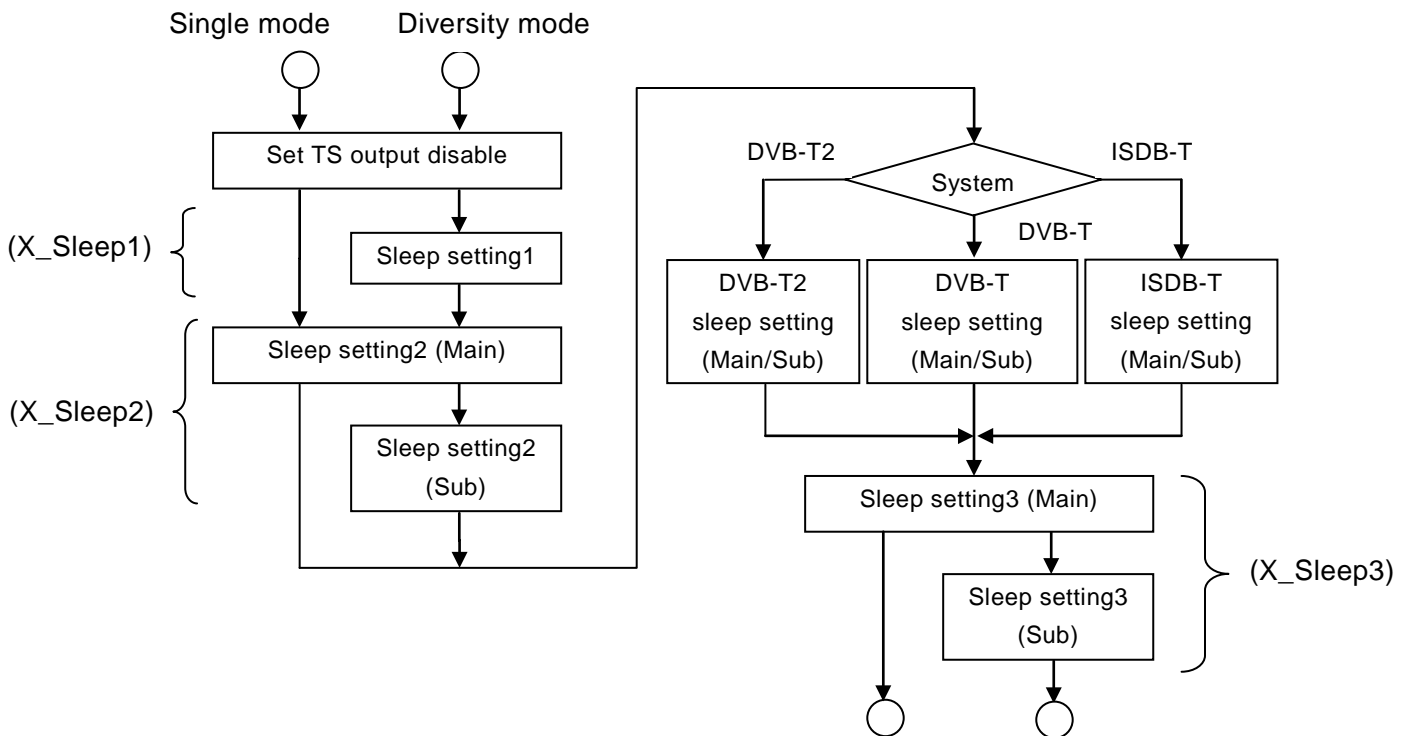 Single mode
Diversity mode
Set TS output disable
(X_Sleep1)
Sleep setting1
Sleep setting2 (Main)
(X_Sleep2)
Sleep setting2
(Sub)
DVB-T2
ISDB-T
System
DVB-T
DVB-T2
sleep setting
(Main/Sub)
DVB-T
sleep setting
(Main/Sub)
ISDB-T
sleep setting
(Main/Sub)
Sleep setting3 (Main)
(X_Sleep3)
Sleep setting3
(Sub)